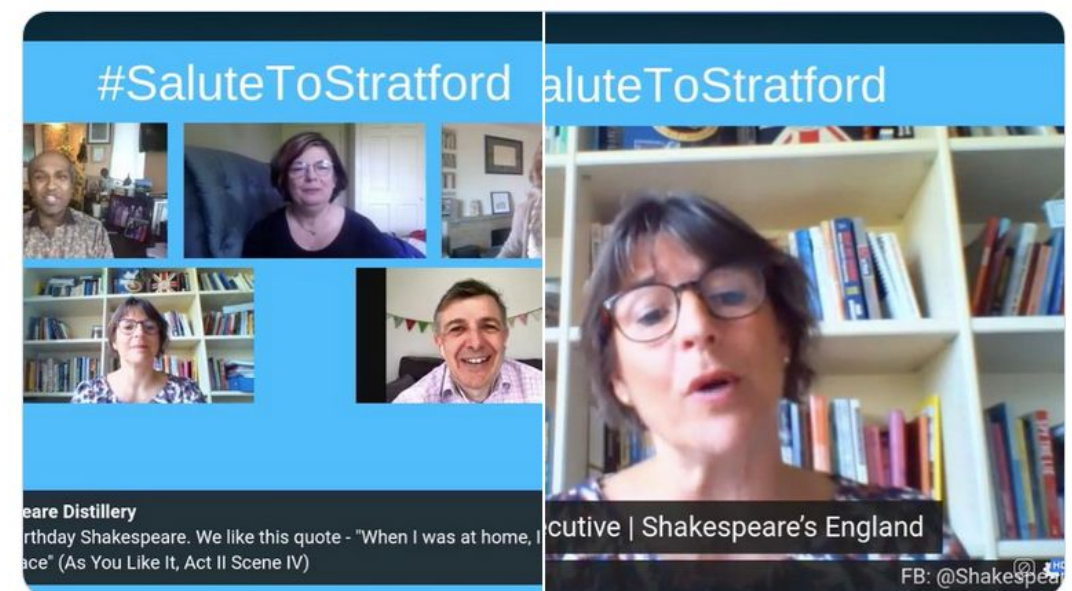 #SaluteToStratford
eare Distillery
rthday Shakespeare. We like this quote - "When I was at home, I
ace" (As You Like It, Act II Scene IV)
aluteToStratford
cutive | Shakespeare's England
FB: @Shakespear